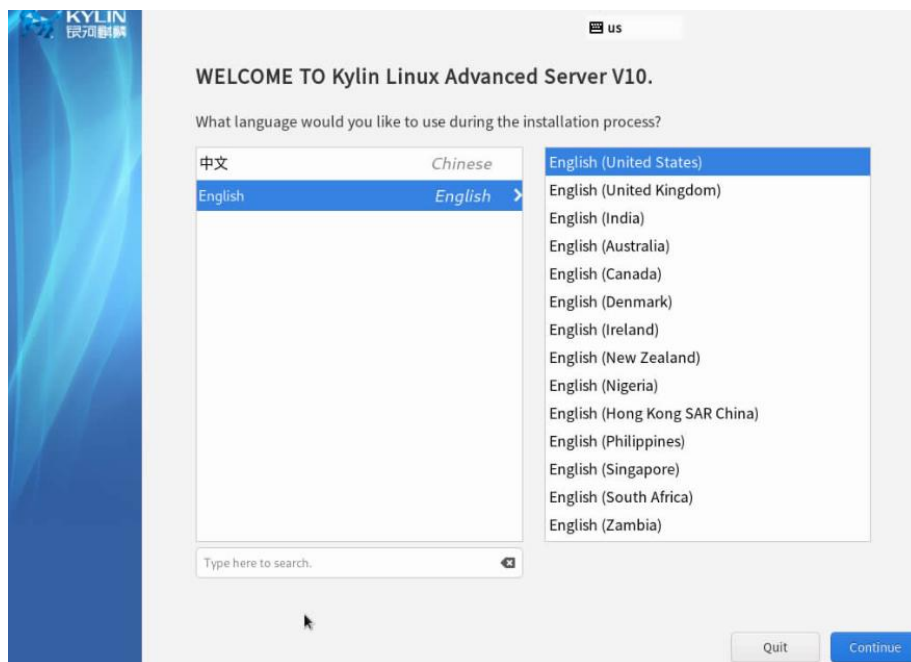 KYLIN
银河麒麟
us
WELCOME TO Kylin Linux Advanced Server V10.
What language would you like to use during the installation process?
中文 Chinese
English English
English (United States)
English (United Kingdom)
English (India)
English (Australia)
English (Canada)
English (Denmark)
English (Ireland)
English (New Zealand)
English (Nigeria)
English (Hong Kong SAR China)
English (Philippines)
English (Singapore)
English (South Africa)
English (Zambia)
Type here to search.
Quit
Continue